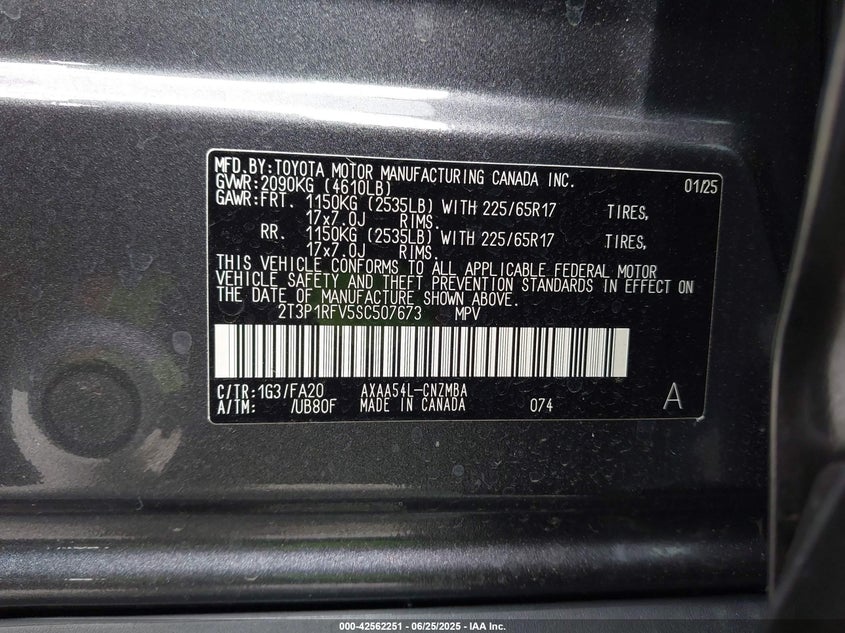 MFD.BY:TOYOTA MOTOR MANUFACTURING CANADA INC. 01/25
GVWR:2090KG (4610LB)
GAWR:FRT. 1150KG (2535LB) WITH 225/65R17 TIRES,
17x7.0J RIMS.
RR. 1150KG (2535LB) WITH 225/65R17 TIRES,
17x7.0J RIMS.
THIS VEHICLE CONFORMS TO ALL APPLICABLE FEDERAL MOTOR
VEHICLE SAFETY AND THEFT PREVENTION STANDARDS IN EFFECT ON
THE DATE OF MANUFACTURE SHOWN ABOVE.
2T3P1RFV5SC507673 MPV
C/TR:1G3/FA20 AXAA54L-CNZMBA
A/TM: /UB80F MADE IN CANADA 074 A
000-42562251 - 06/25/2025 - IAA Inc.